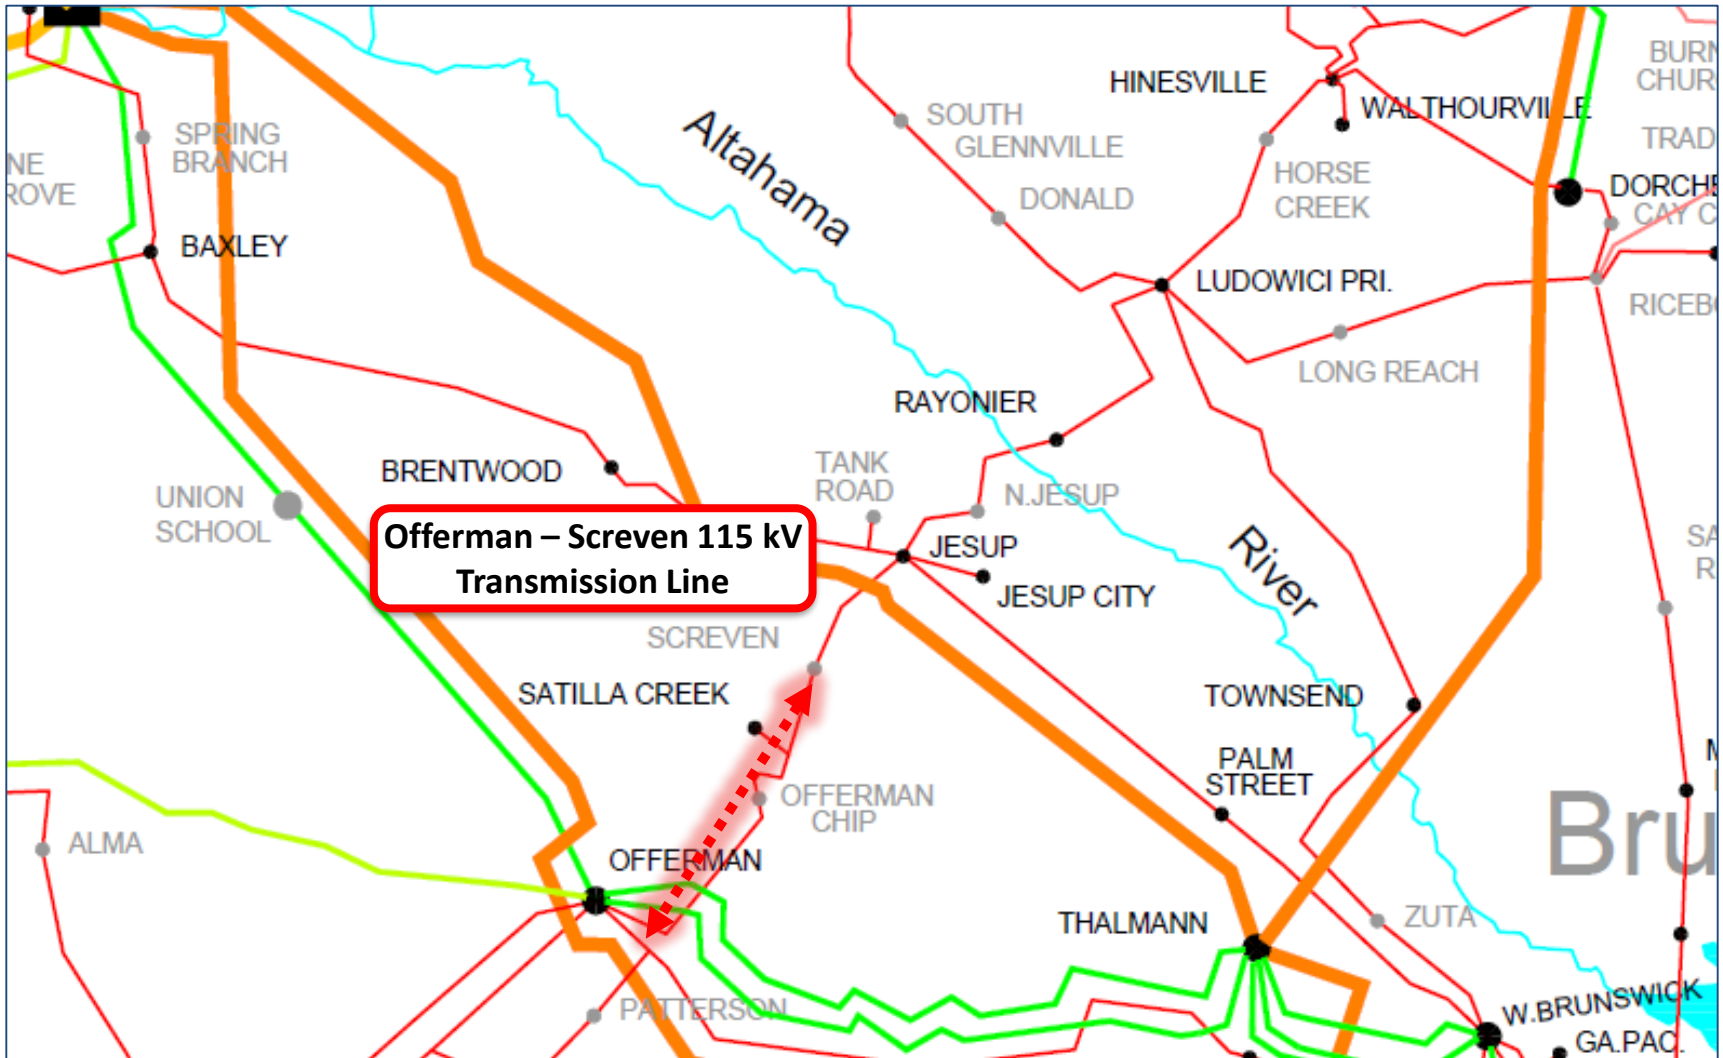 HINESVILLE
WALTHOURVILLE
SOUTH
GLENNVILLE
DONALD
HORSE
CREEK
SPRING
BRANCH
BAXLEY
Altahama
LUDOWICI PRI.
LONG REACH
RAYONIER
BRENTWOOD
TANK
ROAD
N.JESUP
UNION
SCHOOL
Offerman – Screven 115 kV
Transmission Line
JESUP
JESUP CITY
River
SCREVEN
SATILLA CREEK
TOWNSEND
PALM
STREET
OFFERMAN
CHIP
ALMA
OFFERMAN
THALMANN
ZUTA
PATTERSON
W.BRUNSWICK
GA.PAC.
Bru
BURN
CHUR
TRAD
DORCHE
CAY C
RICEB
SA
R
NE
ROVE